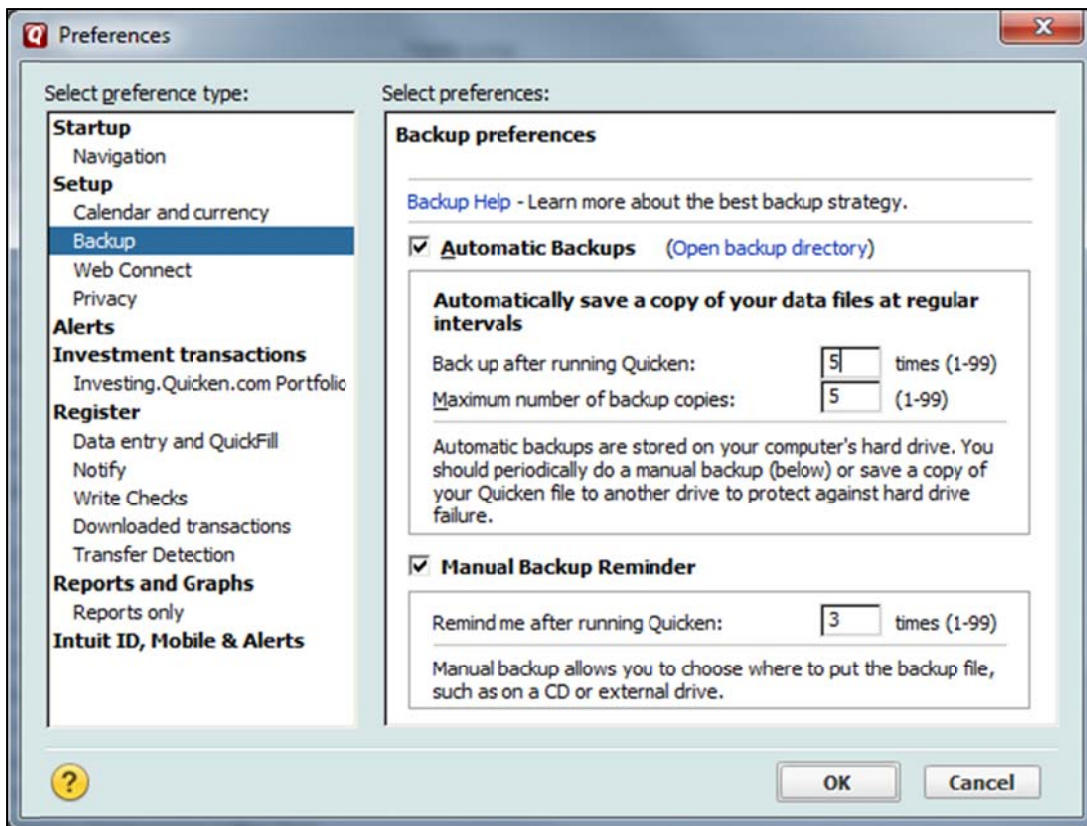 Preferences
Select preference type:
Startup
Navigation
Setup
Calendar and currency
Backup
Web Connect
Privacy
Alerts
Investment transactions
Investing.Quicken.com Portfolio
Register
Data entry and QuickFill
Notify
Write Checks
Downloaded transactions
Transfer Detection
Reports and Graphs
Reports only
Intuit ID, Mobile & Alerts
Select preferences:
Backup preferences
Backup Help - Learn more about the best backup strategy.
Automatic Backups (Open backup directory)
Automatically save a copy of your data files at regular
intervals
Back up after running Quicken: 5 times (1-99)
Maximum number of backup copies: 5 (1-99)
Automatic backups are stored on your computer's hard drive. You
should periodically do a manual backup (below) or save a copy of
your Quicken file to another drive to protect against hard drive
failure.
Manual Backup Reminder
Remind me after running Quicken: 3 times (1-99)
Manual backup allows you to choose where to put the backup file,
such as on a CD or external drive.
?
OK Cancel